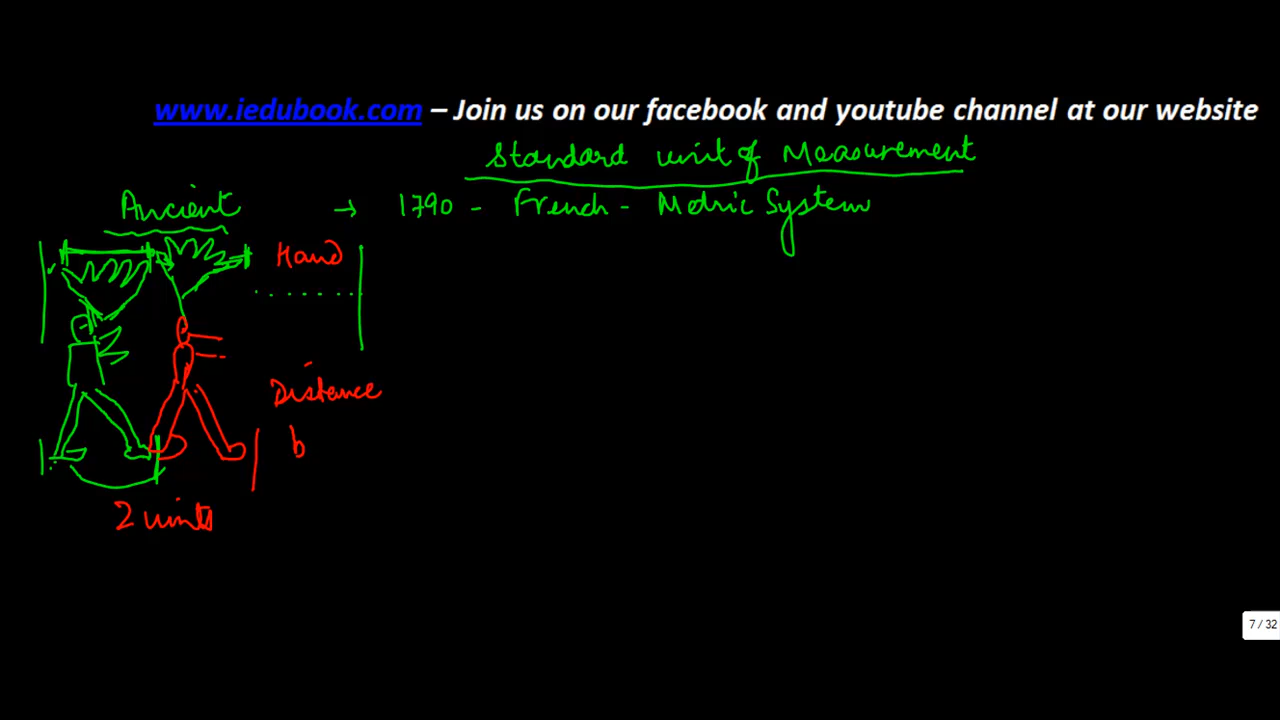 www.iedubook.com – Join us on our facebook and youtube channel at our website
Standard unit of Measurement
Ancient → 1790 - French - Metric System
Hand
Distance
b
2 units
7 / 32